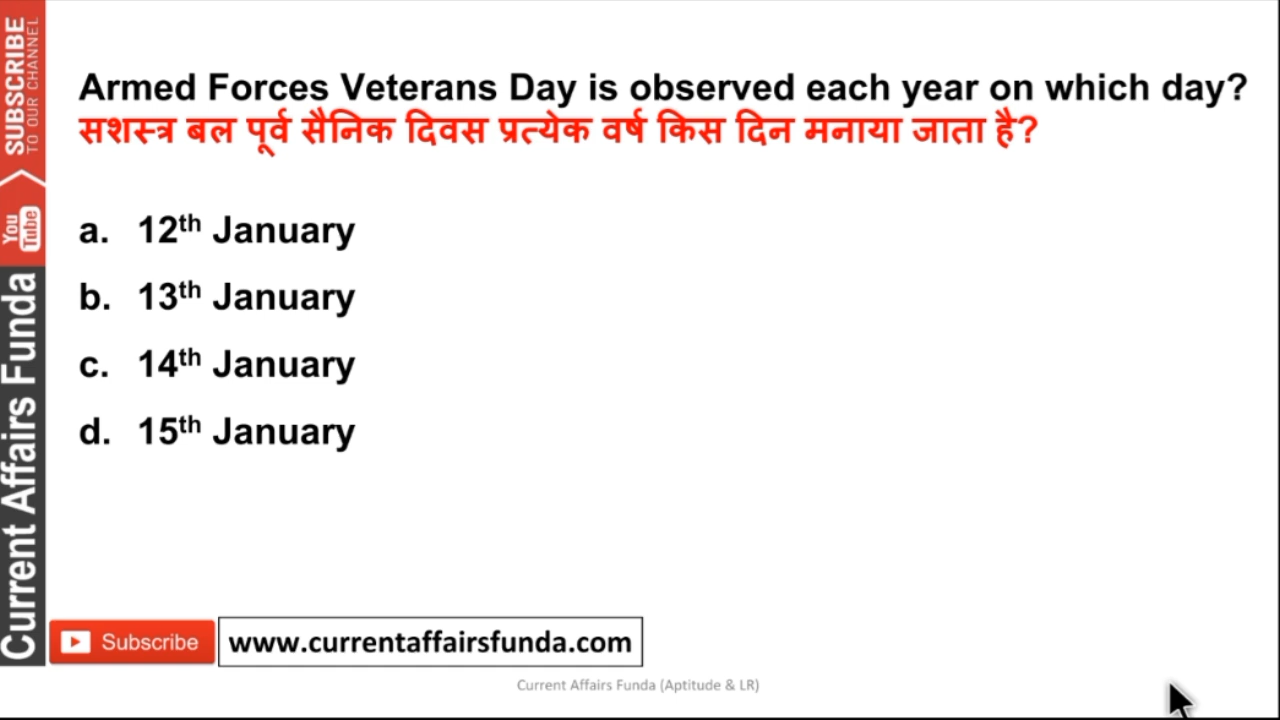 Armed Forces Veterans Day is observed each year on which day?
सशस्त्र बल पूर्व सैनिक दिवस प्रत्येक वर्ष किस दिन मनाया जाता है?
a. 12th January
b. 13th January
c. 14th January
d. 15th January
SUBSCRIBE
TO OUR CHANNEL
You
Tube
Current Affairs Funda
Subscribe
www.currentaffairsfunda.com
Current Affairs Funda (Aptitude & LR)